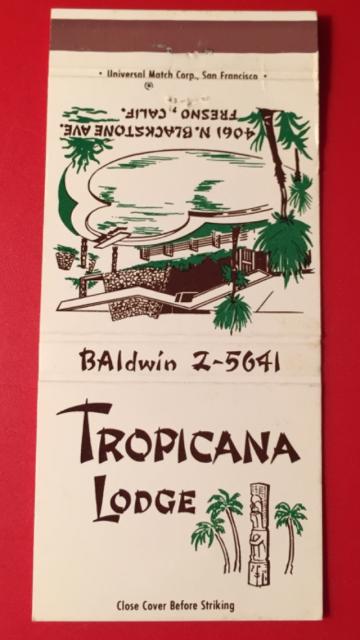 • Universal Match Corp., San Francisco •
4061 N. BLACKSTONE AVE.
FRESNO, CALIF.
BAldwin 2-5641
TROPICANA
LODGE
Close Cover Before Striking